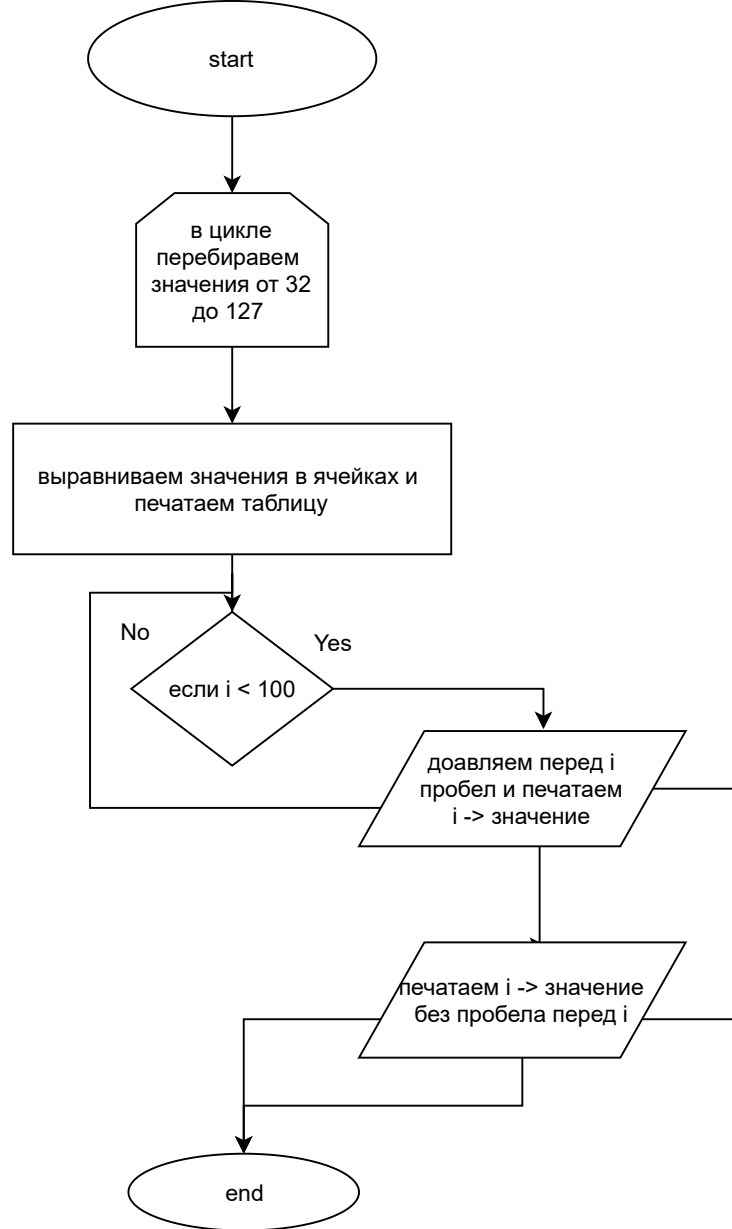 start
в цикле
перебиравем
значения от 32
до 127
выравниваем значения в ячейках и
печатаем таблицу
No
Yes
если i < 100
доавляем перед i
пробел и печатаем
i -> значение
печатаем i -> значение
без пробела перед i
end